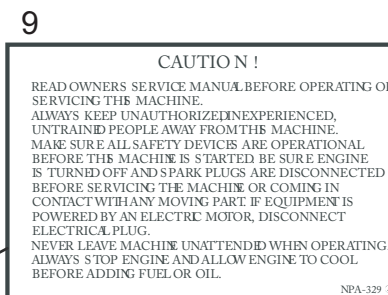 9
CAUTION !
READ OWNERS SERVICE MANUAL BEFORE OPERATING OR
SERVICING THIS MACHINE.
ALWAYS KEEP UNAUTHORIZED, INEXPERIENCED,
UNTRAINED PEOPLE AWAY FROM THIS MACHINE.
MAKE SURE ALL SAFETY DEVICES ARE OPERATIONAL
BEFORE THIS MACHINE IS STARTED. BE SURE ENGINE
IS TURNED OFF AND SPARK PLUGS ARE DISCONNECTED
BEFORE SERVICING THE MACHINE OR COMING IN
CONTACT WITH ANY MOVING PART. IF EQUIPMENT IS
POWERED BY AN ELECTRIC MOTOR, DISCONNECT
ELECTRICAL PLUG.
NEVER LEAVE MACHINE UNATTENDED WHEN OPERATING.
ALWAYS STOP ENGINE AND ALLOW ENGINE TO COOL
BEFORE ADDING FUEL OR OIL.
NPA-329